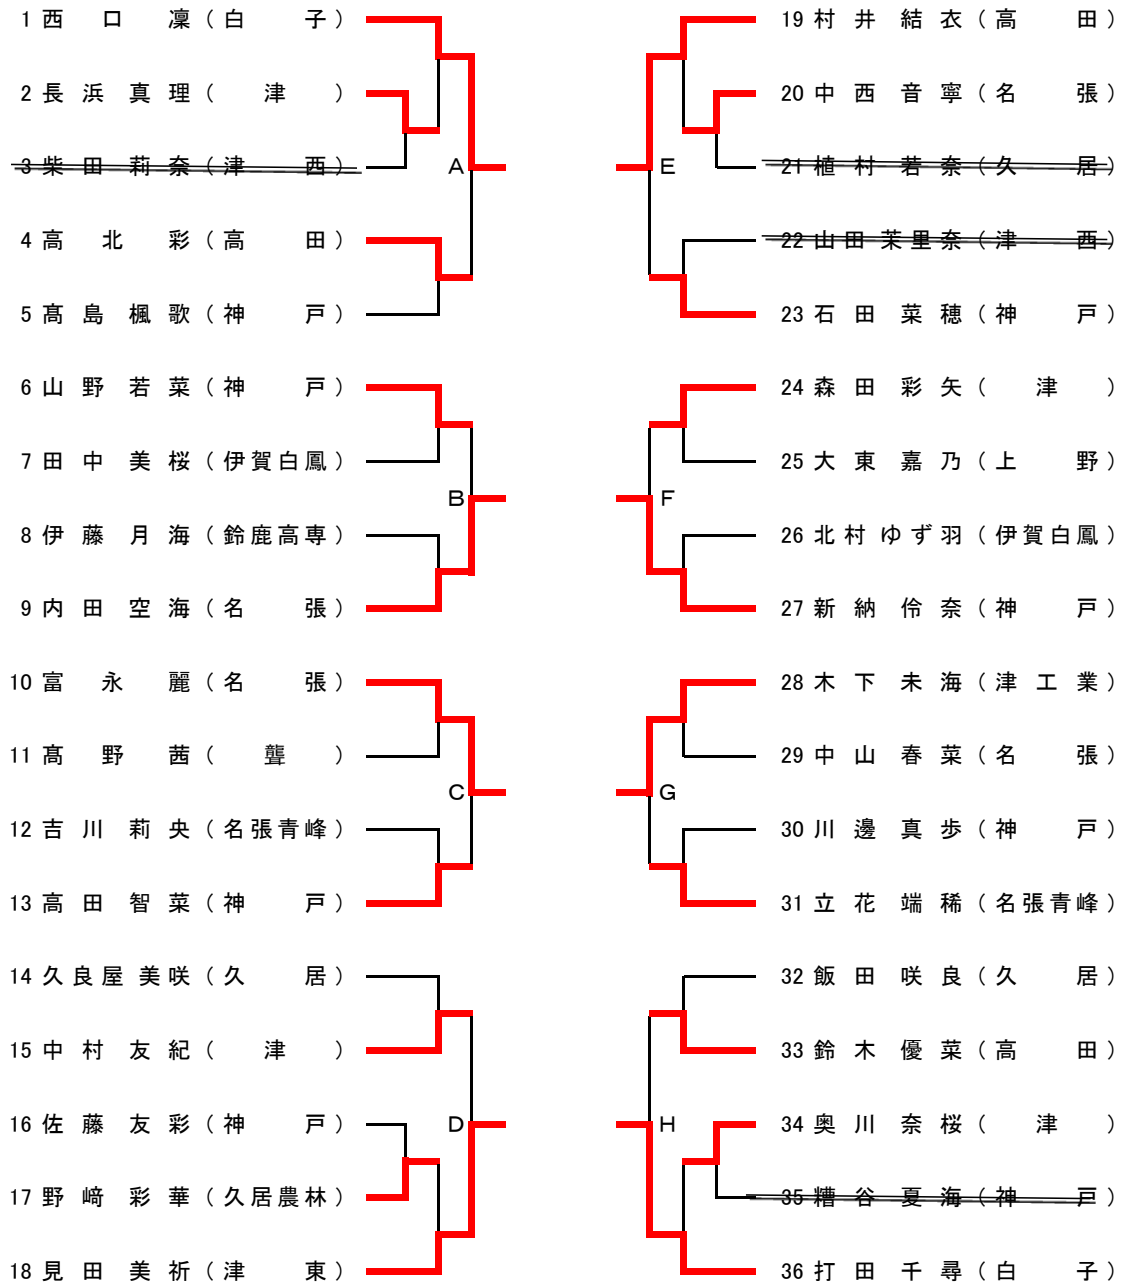 1 西口凜（白子）
2 長浜真理（津）
3 柴田莉奈（津西）
A
4 高北彩（高田）
5 髙島楓歌（神戸）
6 山野若菜（神戸）
7 田中美桜（伊賀白鳳）
B
8 伊藤月海（鈴鹿高専）
9 内田空海（名張）
10 富永麗（名張）
11 髙野茜（聾）
C
12 吉川莉央（名張青峰）
13 高田智菜（神戸）
14 久良屋美咲（久居）
15 中村友紀（津）
16 佐藤友彩（神戸）
D
17 野﨑彩華（久居農林）
18 見田美祈（津東）
19 村井結衣（高田）
20 中西音寧（名張）
E
21 植村若奈（久居）
22 山田茉里奈（津西）
23 石田菜穂（神戸）
24 森田彩矢（津）
25 大東嘉乃（上野）
F
26 北村ゆず羽（伊賀白鳳）
27 新納伶奈（神戸）
28 木下未海（津工業）
29 中山春菜（名張）
G
30 川邊真歩（神戸）
31 立花端稀（名張青峰）
32 飯田咲良（久居）
33 鈴木優菜（高田）
H
34 奥川奈桜（津）
35 糟谷夏海（神戸）
36 打田千尋（白子）